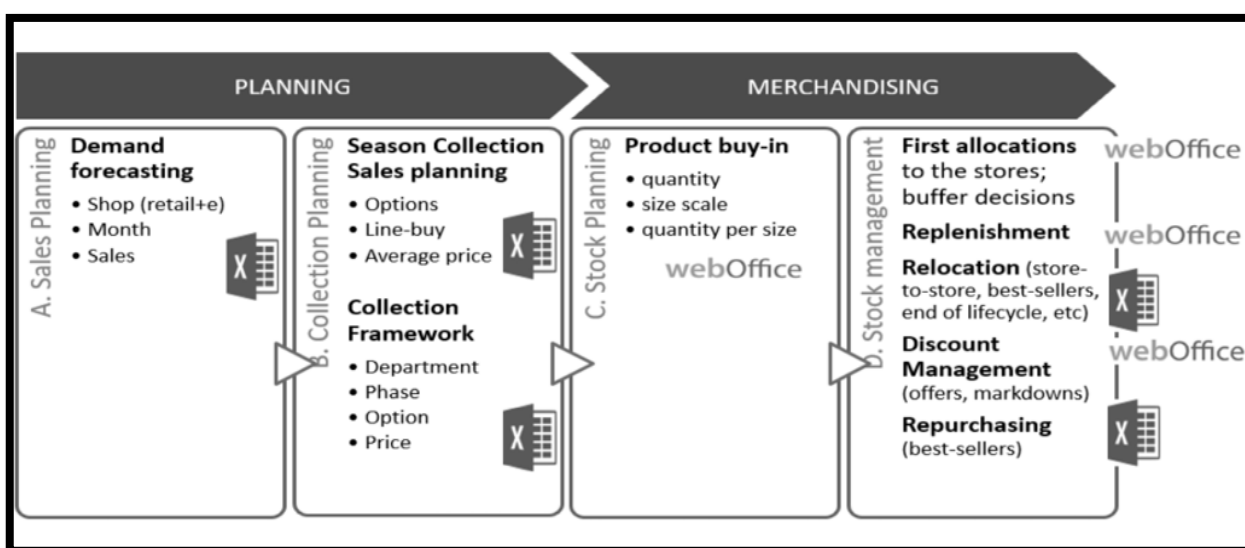 PLANNING
MERCHANDISING
A. Sales Planning
Demand
forecasting
• Shop (retail+e)
• Month
• Sales
X
B. Collection Planning
Season Collection
Sales planning
• Options
• Line-buy
• Average price
X
Collection
Framework
• Department
• Phase
• Option
• Price
X
C. Stock Planning
Product buy-in
• quantity
• size scale
• quantity per size
webOffice
D. Stock management
First allocations
to the stores;
buffer decisions
webOffice
Replenishment
webOffice
Relocation (store-
to-store, best-sellers,
end of lifecycle, etc)
X
Discount
Management
(offers, markdowns)
webOffice
Repurchasing
(best-sellers)
X